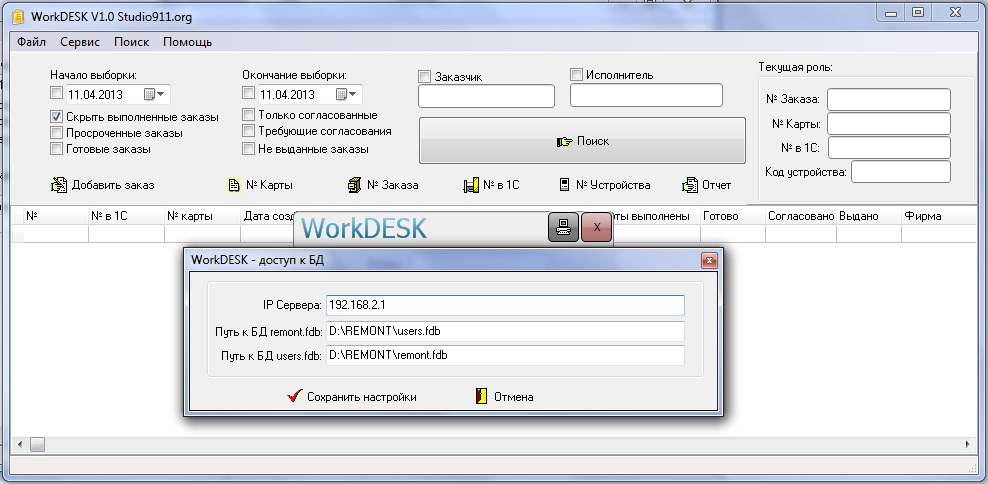 WorkDESK V1.0 Studio911.org
Файл Сервис Поиск Помощь
Начало выборки:
11.04.2013
Скрыть выполненные заказы
Просроченные заказы
Готовые заказы
Окончание выборки:
11.04.2013
Только согласованные
Требующие согласования
Не выданные заказы
Заказчик
Исполнитель
Поиск
Текущая роль:
№ Заказа:
№ Карты:
№ в 1С:
Код устройства:
Добавить заказ № Карты № Заказа № в 1С № Устройства Отчет
№ № в 1С № карты Дата выполнены Готово Согласовано Выдано Фирма
WorkDESK X
WorkDESK - доступ к БД
IP Сервера: 192.168.2.1
Путь к БД remont.fdb: D:\REMONT\users.fdb
Путь к БД users.fdb: D:\REMONT\remont.fdb
Сохранить настройки Отмена